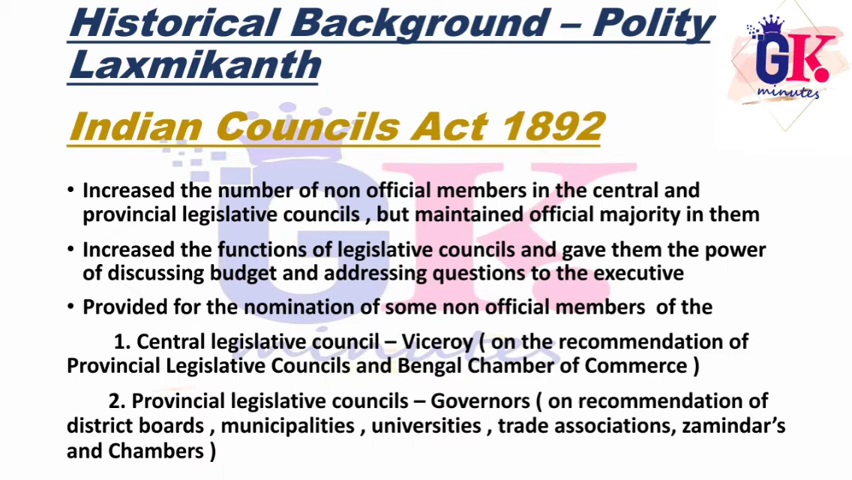 Historical Background – Polity
Laxmikanth
GK
minutes
Indian Councils Act 1892
• Increased the number of non official members in the central and
provincial legislative councils , but maintained official majority in them
• Increased the functions of legislative councils and gave them the power
of discussing budget and addressing questions to the executive
• Provided for the nomination of some non official members of the
1. Central legislative council – Viceroy ( on the recommendation of
Provincial Legislative Councils and Bengal Chamber of Commerce )
2. Provincial legislative councils – Governors ( on recommendation of
district boards , municipalities , universities , trade associations, zamindar’s
and Chambers )
GK
minutes